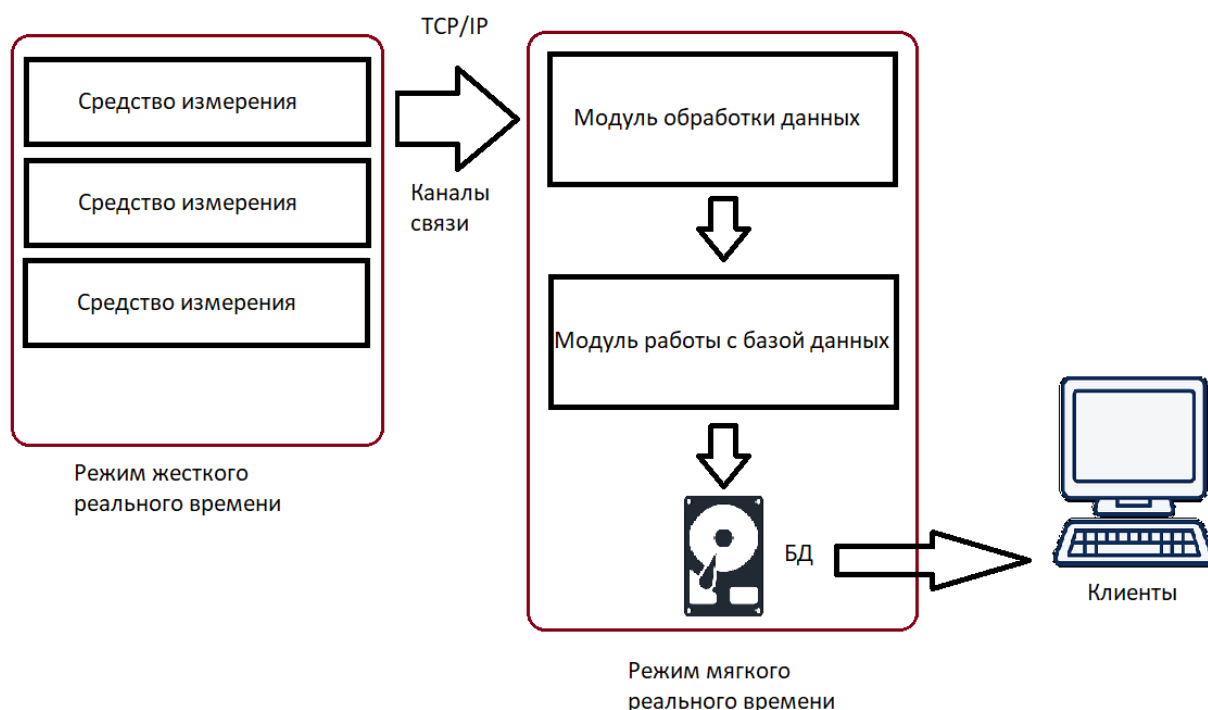 Средство измерения
Средство измерения
Средство измерения
Режим жесткого
реального времени
TCP/IP
Каналы
связи
Модуль обработки данных
Модуль работы с базой данных
БД
Режим мягкого
реального времени
Клиенты